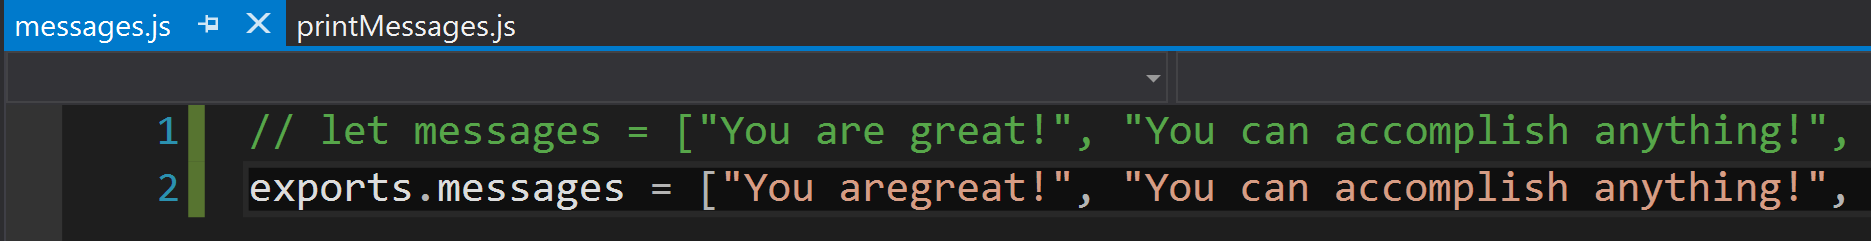 messages.js printMessages.js
1 // let messages = ["You are great!", "You can accomplish anything!",
2 exports.messages = ["You aregreat!", "You can accomplish anything!",